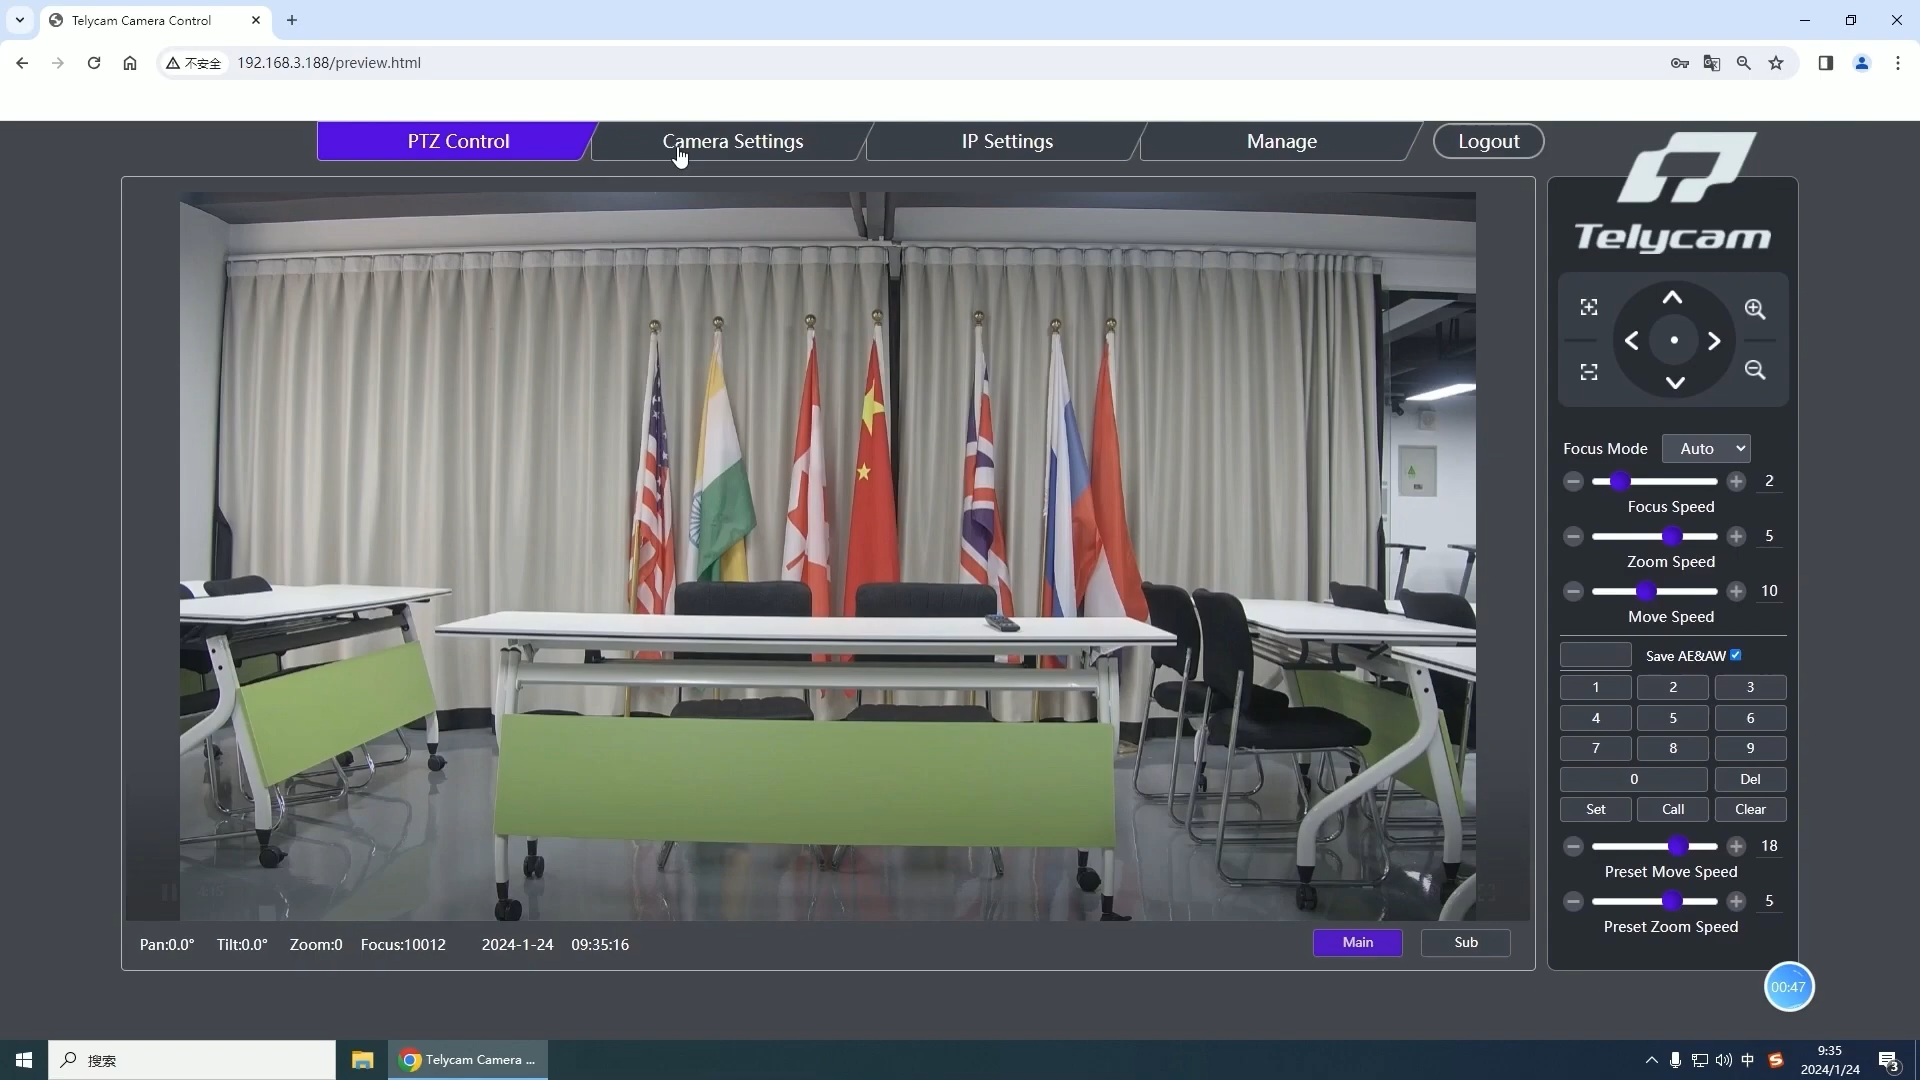 Telycam Camera Control
不安全
192.168.3.188/preview.html
PTZ Control
Camera Settings
IP Settings
Manage
Logout
Telycam
Focus Mode
Auto
2
Focus Speed
5
Zoom Speed
10
Move Speed
Save AE&AW
1 2 3
4 5 6
7 8 9
0 Del
Set Call Clear
18
Preset Move Speed
5
Preset Zoom Speed
Pan:0.0° Tilt:0.0° Zoom:0 Focus:10012 2024-1-24 09:35:16
Main
Sub
00:47
搜索
Telycam Camera ...
中
9:35
2024/1/24
3